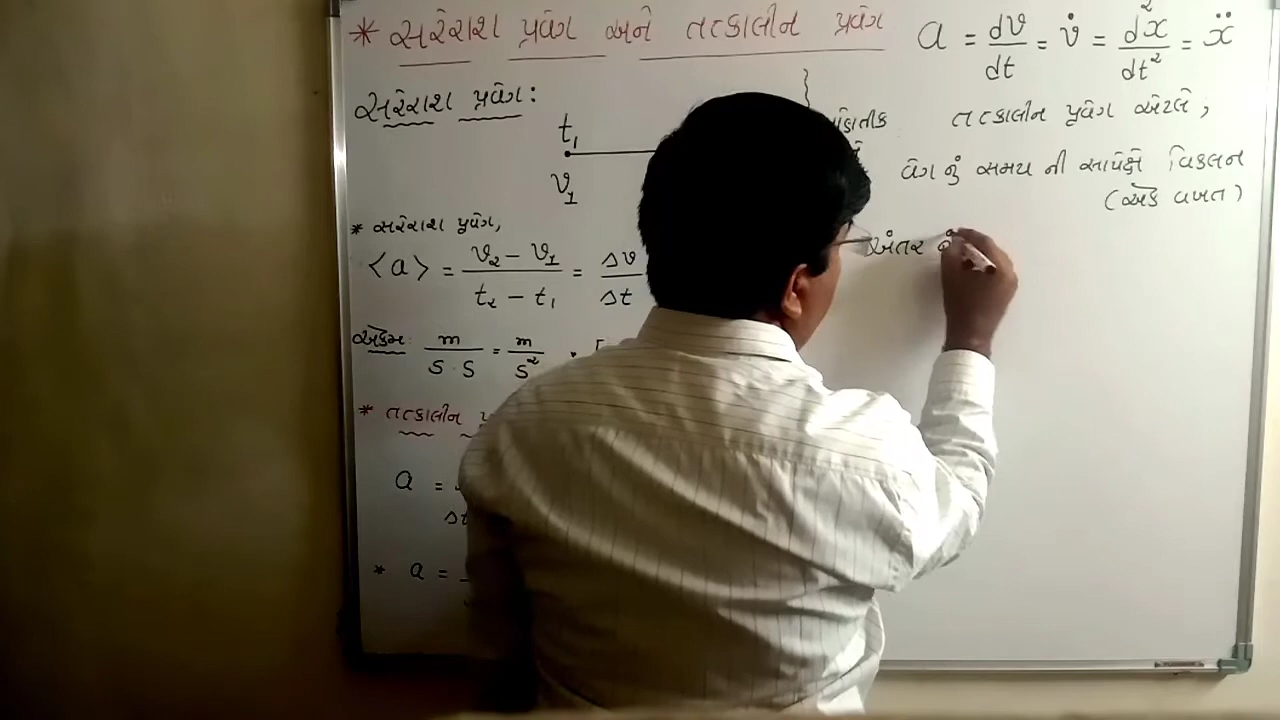 * સરેરાશ પ્રવેગ અને તત્કાલીન પ્રવેગ
સરેરાશ પ્રવેગ:
t₁
v₁
* સરેરાશ પ્રવેગ,
<a> = v₂ - v₁ / t₂ - t₁ = Δv / Δt
એકમ: m / s·s = m / s²
* તત્કાલીન
a =
Δt
* a =
a = dv/dt = v̇ = d²x/dt² = ẍ
તત્કાલીન પ્રવેગ એટલે,
વેગ નું સમય ની સાપેક્ષે વિકલન
(એક વખત)
અંતર